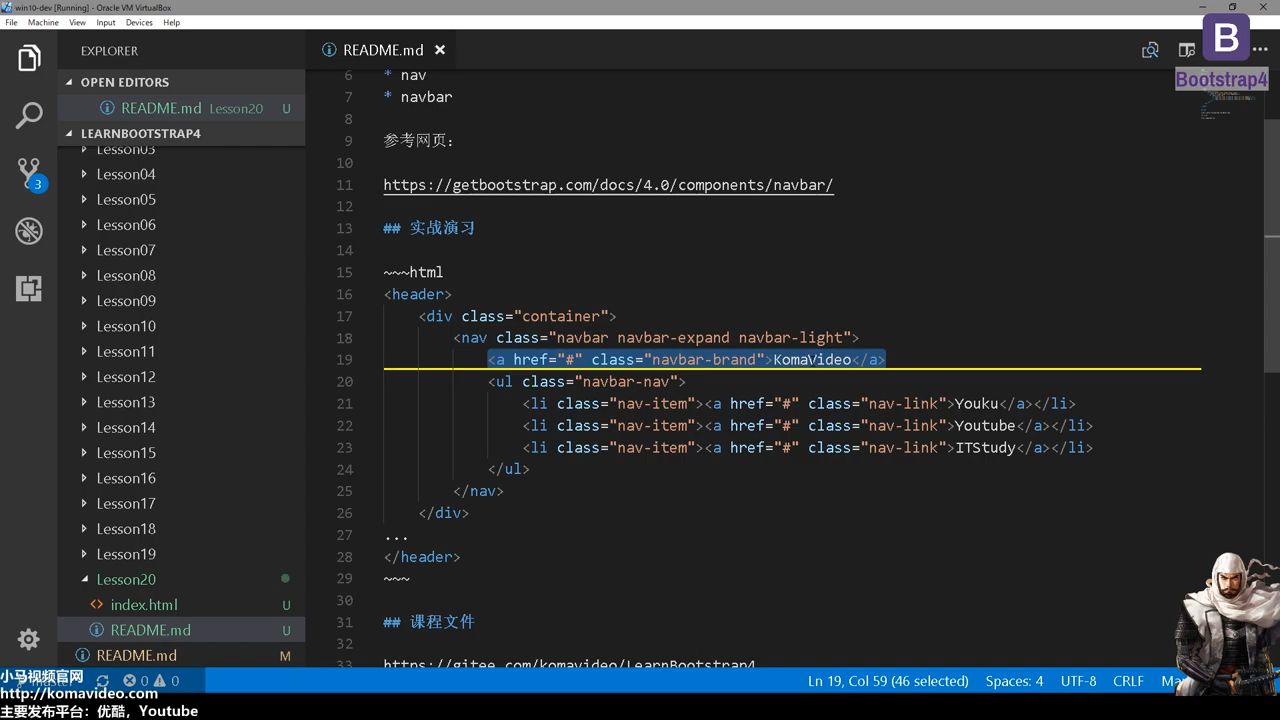 win10-dev [Running] - Oracle VM VirtualBox
File Machine View Input Devices Help
EXPLORER
README.md
B
Bootstrap4
OPEN EDITORS
README.md Lesson20 U
LEARNBOOTSTRAP4
Lesson03
Lesson04
Lesson05
Lesson06
Lesson07
Lesson08
Lesson09
Lesson10
Lesson11
Lesson12
Lesson13
Lesson14
Lesson15
Lesson16
Lesson17
Lesson18
Lesson19
Lesson20
index.html U
README.md U
README.md M
3
6 * nav
7 * navbar
8
9 参考网页:
10
11 https://getbootstrap.com/docs/4.0/components/navbar/
12
13 ## 实战演习
14
15 ~~~html
16 <header>
17 <div class="container">
18 <nav class="navbar navbar-expand navbar-light">
19 <a href="#" class="navbar-brand">KomaVideo</a>
20 <ul class="navbar-nav">
21 <li class="nav-item"><a href="#" class="nav-link">Youku</a></li>
22 <li class="nav-item"><a href="#" class="nav-link">Youtube</a></li>
23 <li class="nav-item"><a href="#" class="nav-link">ITStudy</a></li>
24 </ul>
25 </nav>
26 </div>
27 ...
28 </header>
29 ~~~
30
31 ## 课程文件
32
33 https://gitee.com/komavideo/LearnBootstrap4
小马视频官网
http://komavideo.com
主要发布平台: 优酷, Youtube
0 0
Ln 19, Col 59 (46 selected) Spaces: 4 UTF-8 CRLF